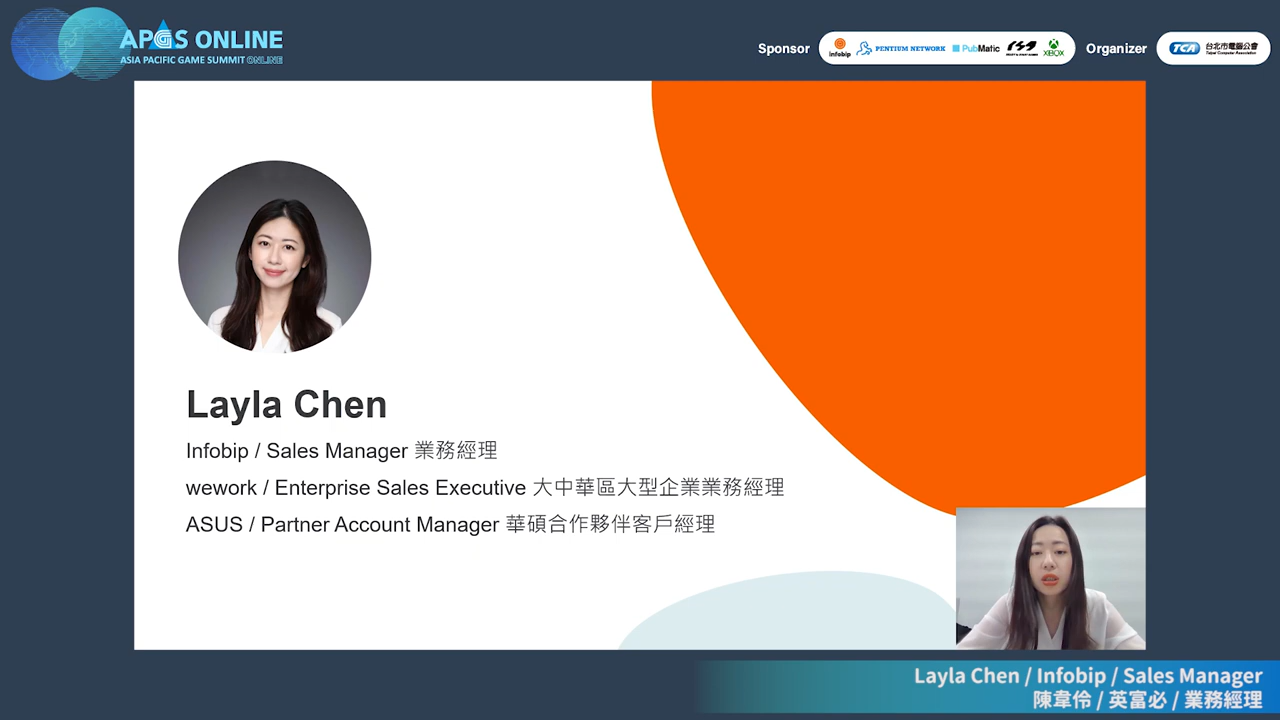 APGS ONLINE
ASIA PACIFIC GAME SUMMIT ONLINE
Sponsor
infobip
PENTIUM NETWORK
PubMatic
XBOX
Organizer
TCA 台北市電腦公會
Taipei Computer Association
Layla Chen
Infobip / Sales Manager 業務經理
wework / Enterprise Sales Executive 大中華區大型企業業務經理
ASUS / Partner Account Manager 華碩合作夥伴客戶經理
Layla Chen / Infobip / Sales Manager
陳韋伶 / 英富必 / 業務經理